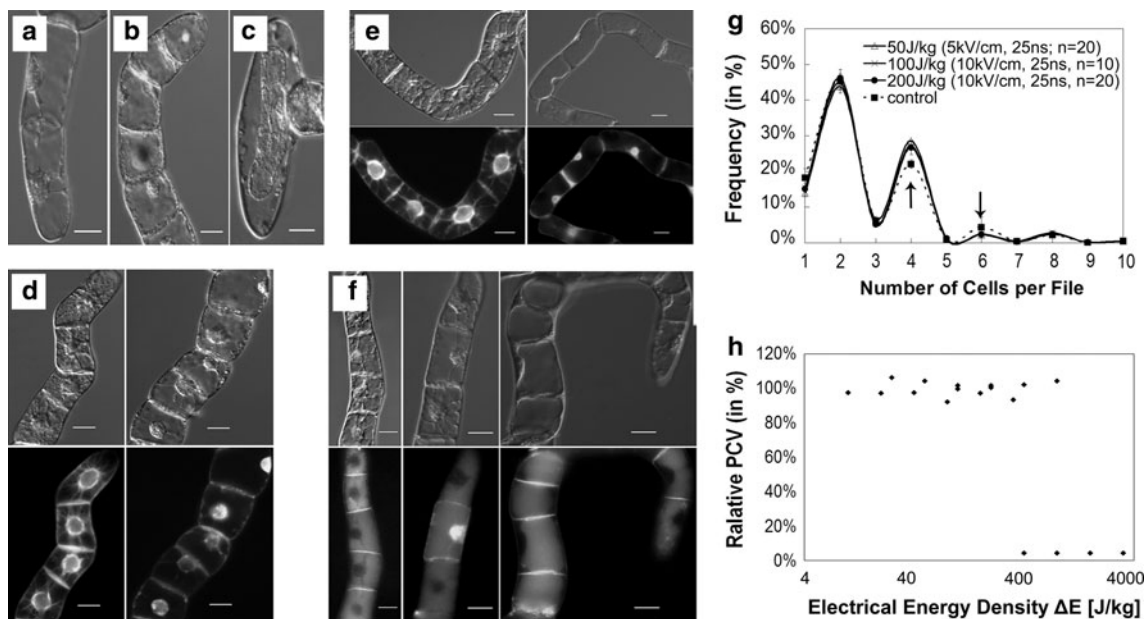 a
b
c
d
e
f
g
60%
50%
40%
30%
20%
10%
0%
Frequency (in %)
50J/kg (5kV/cm, 25ns; n=20)
100J/kg (10kV/cm, 25ns, n=10)
200J/kg (10kV/cm, 25ns, n=20)
control
1 2 3 4 5 6 7 8 9 10
Number of Cells per File
h
120%
100%
80%
60%
40%
20%
0%
Ralative PCV (in %)
4 40 400 4000
Electrical Energy Density ΔE [J/kg]